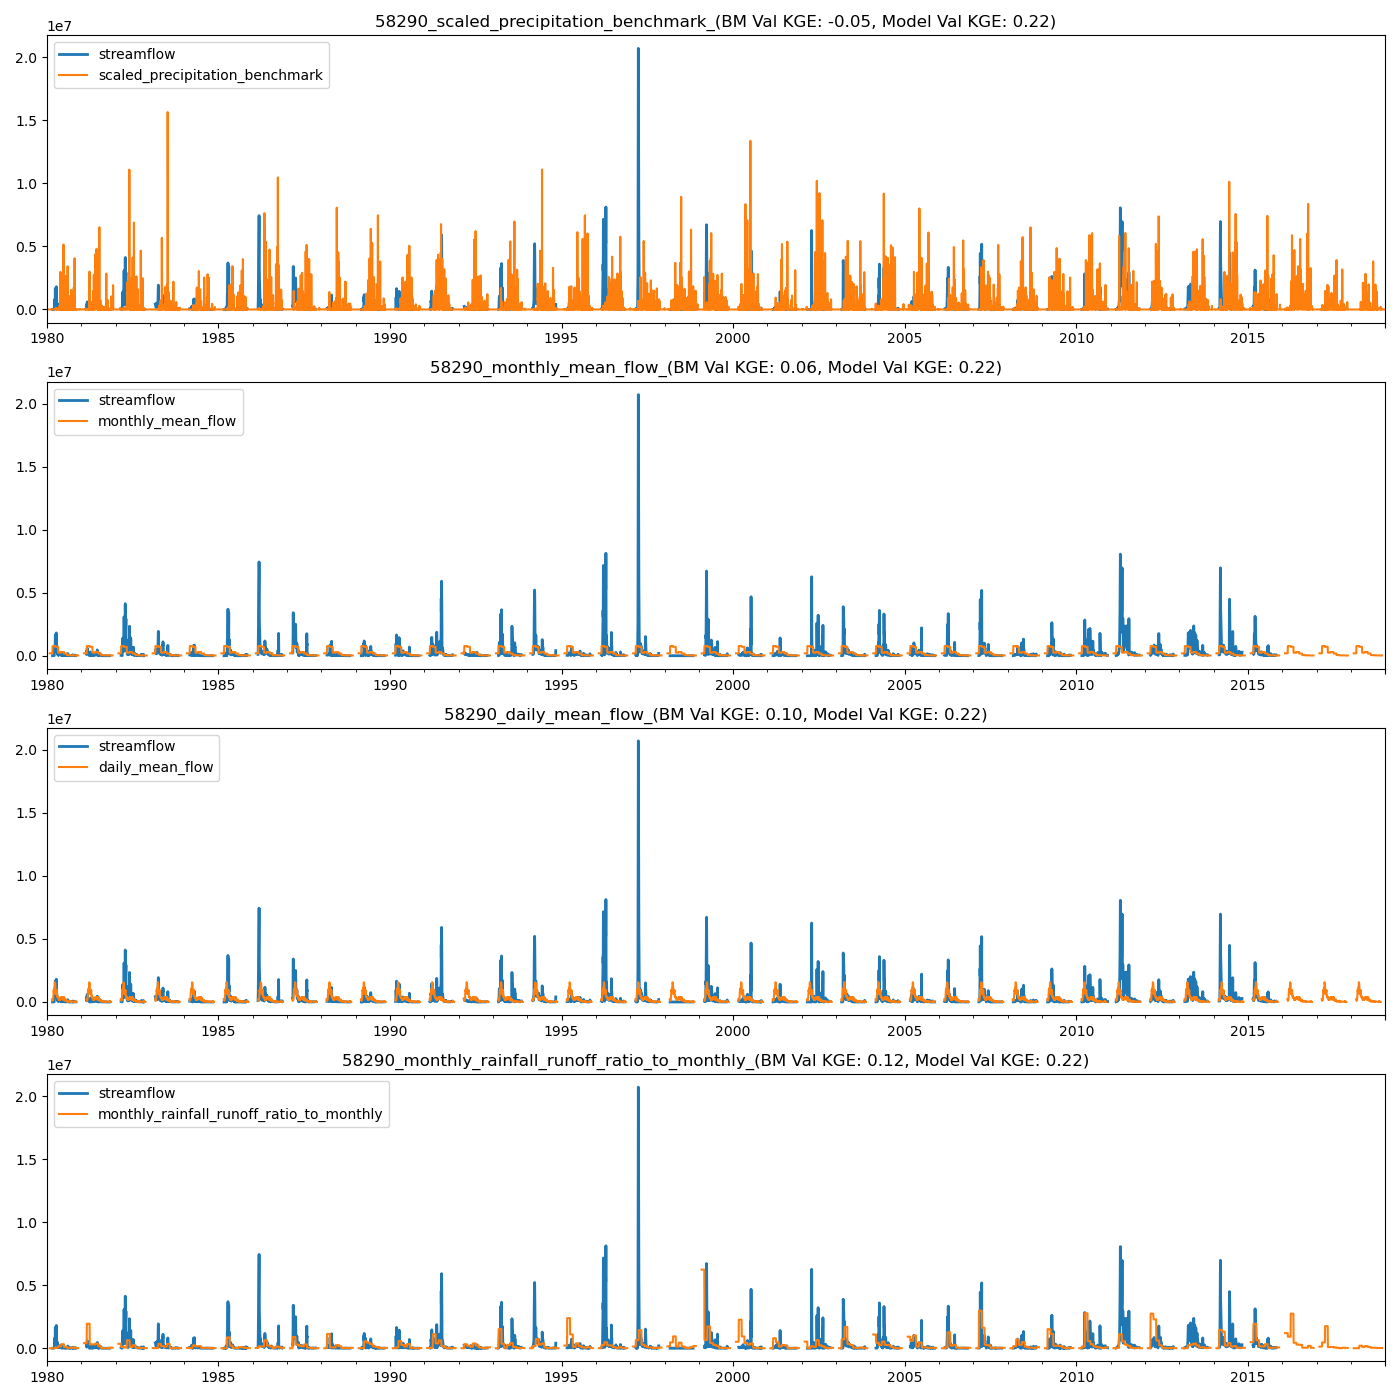 58290_scaled_precipitation_benchmark_(BM Val KGE: -0.05, Model Val KGE: 0.22)
1e7
streamflow
scaled_precipitation_benchmark
2.0
1.5
1.0
0.5
0.0
1980 1985 1990 1995 2000 2005 2010 2015
58290_monthly_mean_flow_(BM Val KGE: 0.06, Model Val KGE: 0.22)
1e7
streamflow
monthly_mean_flow
2.0
1.5
1.0
0.5
0.0
1980 1985 1990 1995 2000 2005 2010 2015
58290_daily_mean_flow_(BM Val KGE: 0.10, Model Val KGE: 0.22)
1e7
streamflow
daily_mean_flow
2.0
1.5
1.0
0.5
0.0
1980 1985 1990 1995 2000 2005 2010 2015
58290_monthly_rainfall_runoff_ratio_to_monthly_(BM Val KGE: 0.12, Model Val KGE: 0.22)
1e7
streamflow
monthly_rainfall_runoff_ratio_to_monthly
2.0
1.5
1.0
0.5
0.0
1980 1985 1990 1995 2000 2005 2010 2015